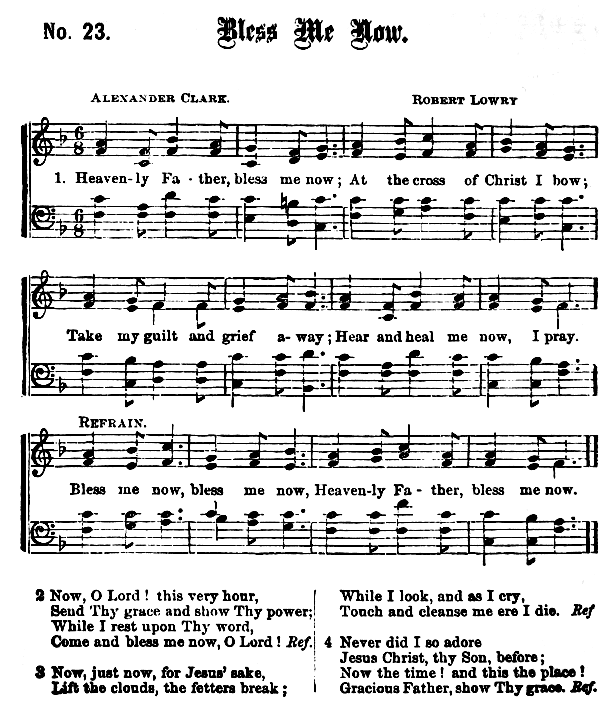 No. 23.
Bless Me Now.
ALEXANDER CLARK.
ROBERT LOWRY
1. Heaven-ly Fa - ther, bless me now; At the cross of Christ I bow;
Take my guilt and grief a-way; Hear and heal me now, I pray.
REFRAIN.
Bless me now, bless me now, Heaven-ly Fa - ther, bless me now.
2 Now, O Lord! this very hour,
Send Thy grace and show Thy power;
While I rest upon Thy word,
Come and bless me now, O Lord! Ref.
3 Now, just now, for Jesus' sake,
Lift the clouds, the fetters break;
While I look, and as I cry,
Touch and cleanse me ere I die. Ref
4 Never did I so adore
Jesus Christ, thy Son, before;
Now the time! and this the place!
Gracious Father, show Thy grace. Ref.